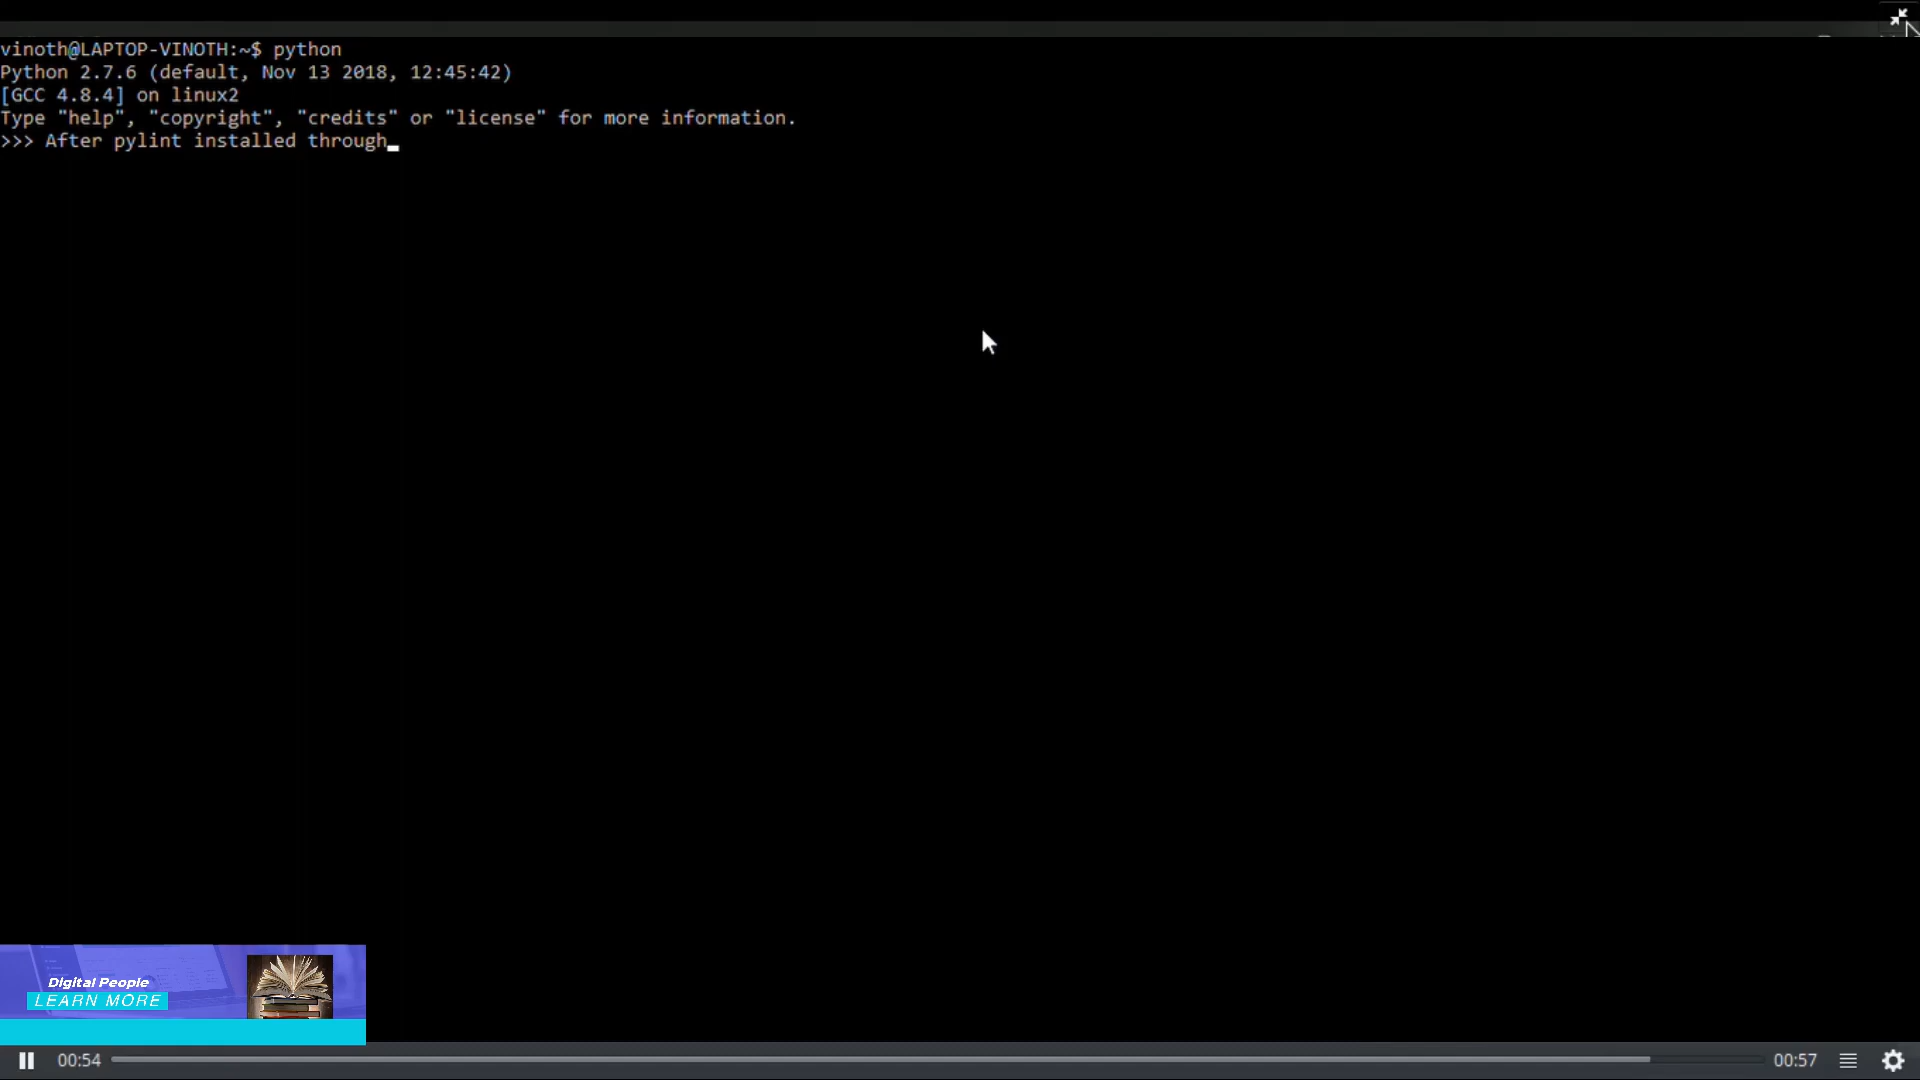 vinoth@LAPTOP-VINOTH:~$ python
Python 2.7.6 (default, Nov 13 2018, 12:45:42)
[GCC 4.8.4] on linux2
Type "help", "copyright", "credits" or "license" for more information.
>>> After pylint installed through
Digital People
LEARN MORE
00:54
00:57